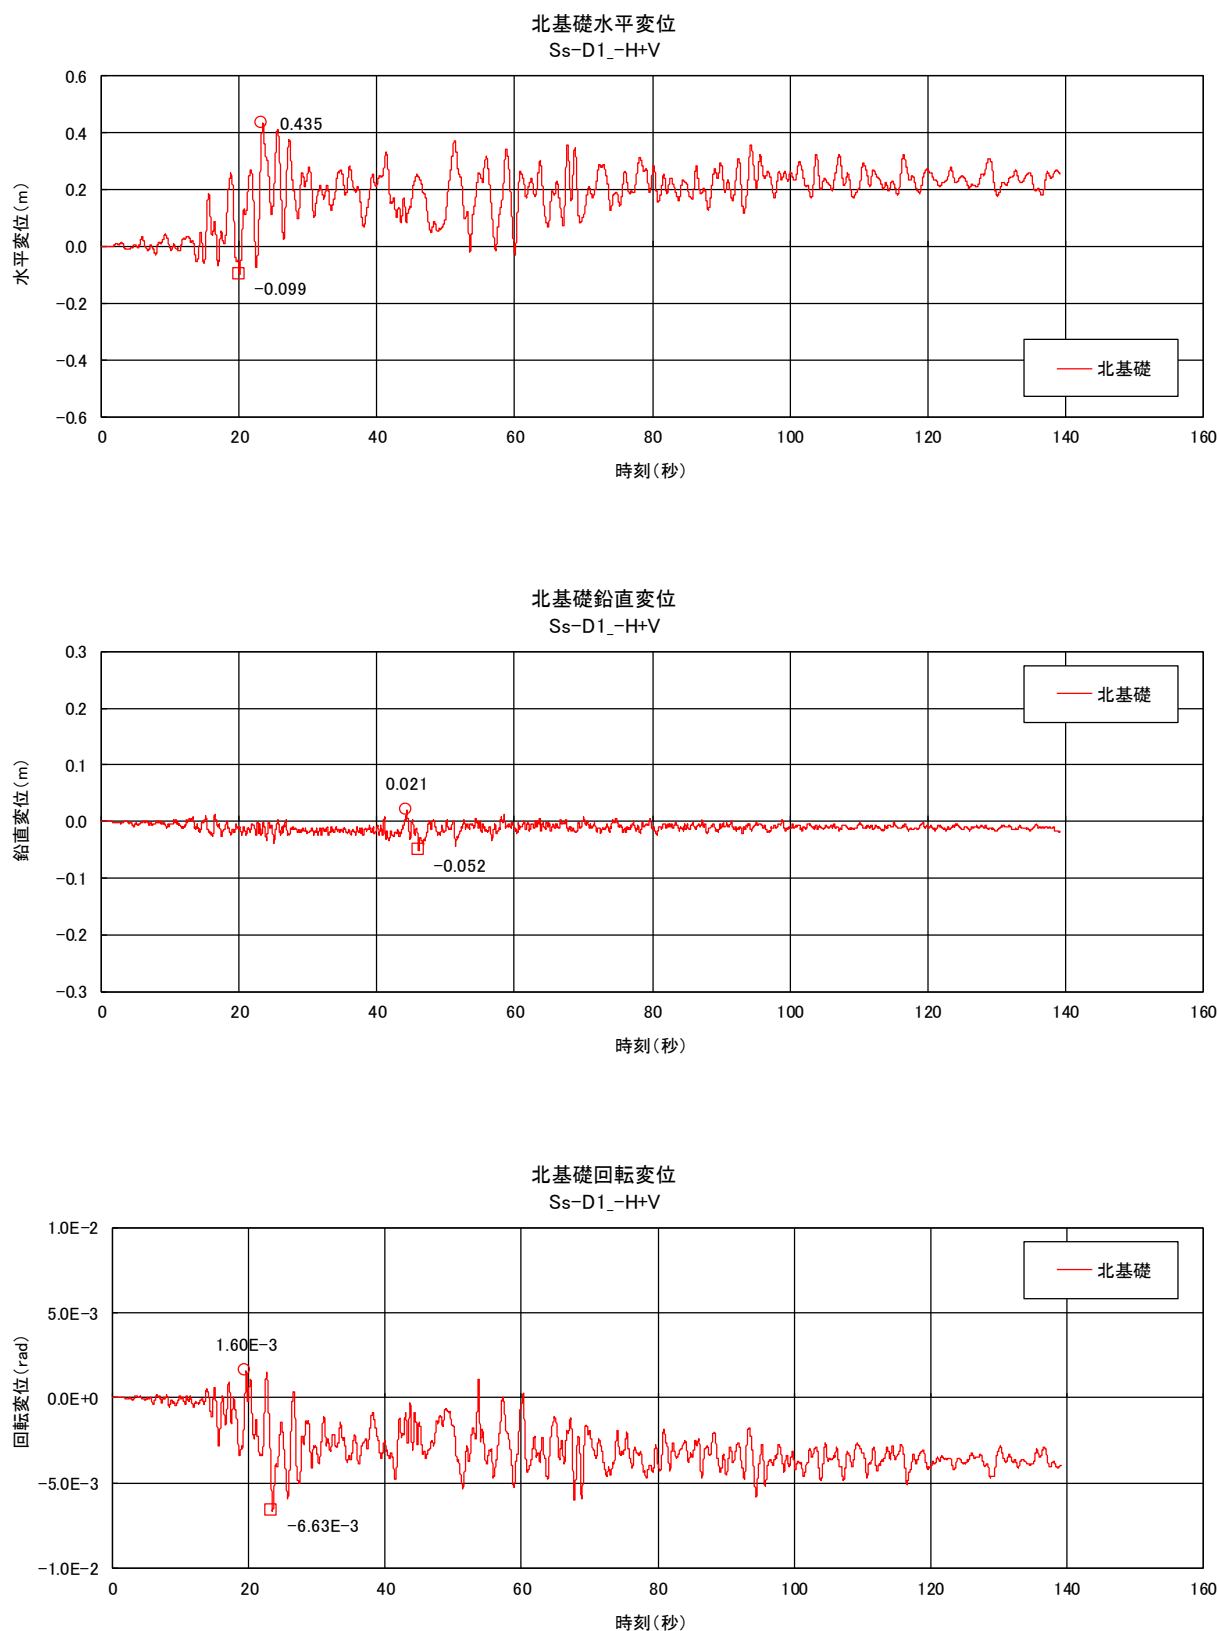 北基礎水平変位
Ss-D1_-H+V
水平変位(m)
0.6
0.4
0.2
0.0
-0.2
-0.4
-0.6
0.435
-0.099
北基礎
0 20 40 60 80 100 120 140 160
時刻(秒)
北基礎鉛直変位
Ss-D1_-H+V
鉛直変位(m)
0.3
0.2
0.1
0.0
-0.1
-0.2
-0.3
北基礎
0.021
-0.052
0 20 40 60 80 100 120 140 160
時刻(秒)
北基礎回転変位
Ss-D1_-H+V
回転変位(rad)
1.0E-2
5.0E-3
0.0E+0
-5.0E-3
-1.0E-2
北基礎
1.60E-3
-6.63E-3
0 20 40 60 80 100 120 140 160
時刻(秒)